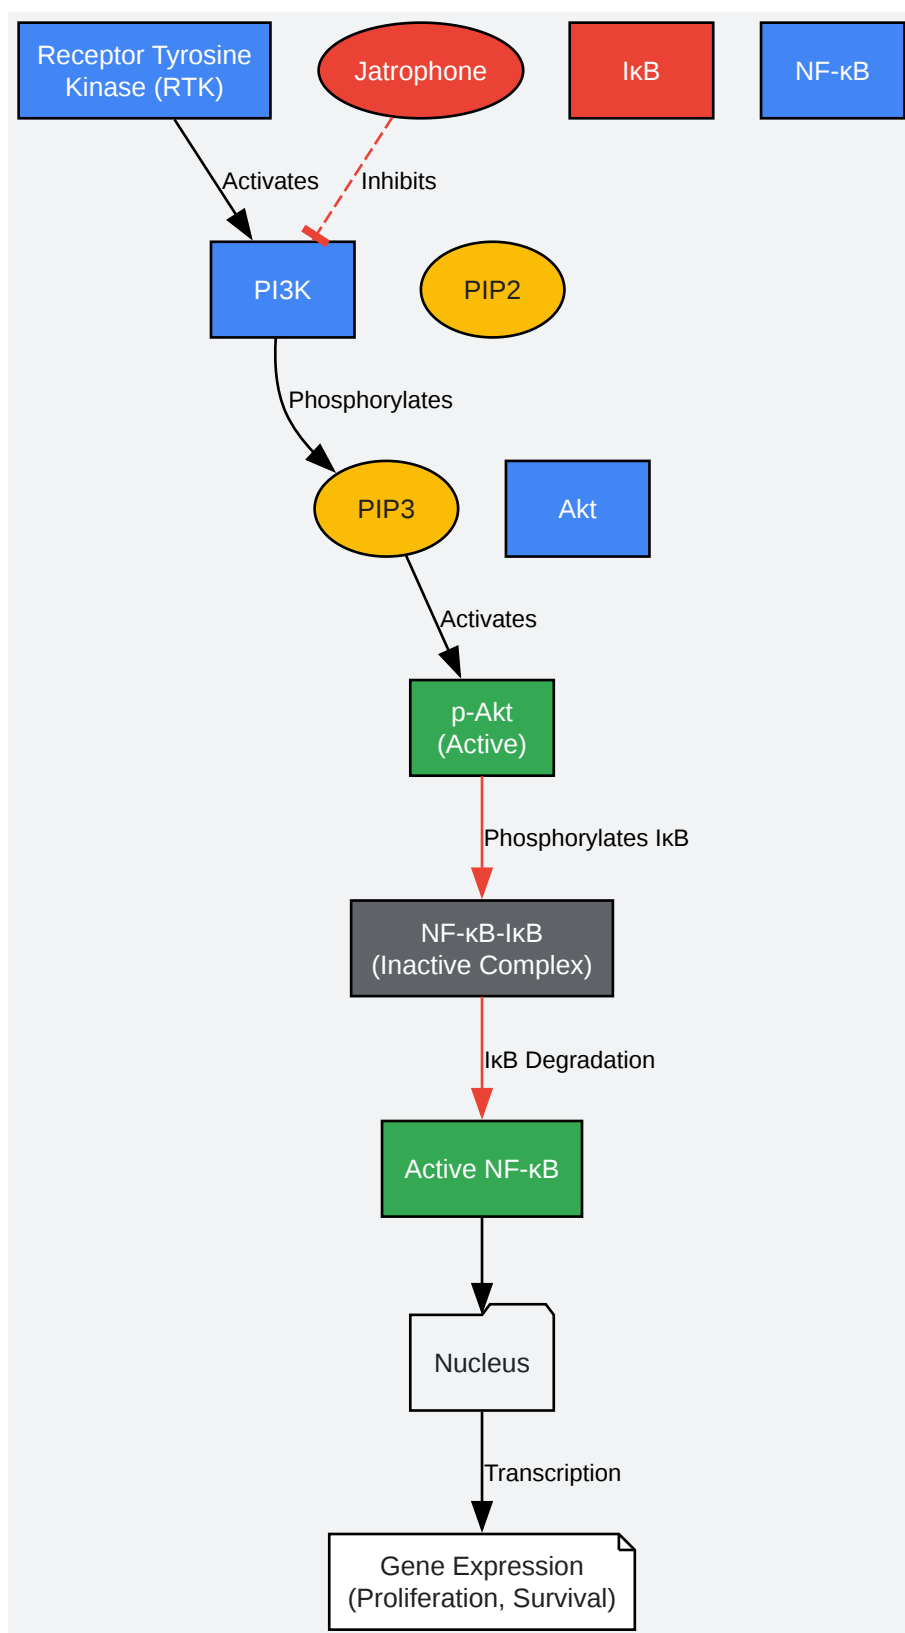 Receptor Tyrosine
Kinase (RTK)
Jatrophone
IκB
NF-κB
Activates
Inhibits
PI3K
PIP2
Phosphorylates
PIP3
Akt
Activates
p-Akt
(Active)
Phosphorylates IκB
NF-κB-IκB
(Inactive Complex)
IκB Degradation
Active NF-κB
Nucleus
Transcription
Gene Expression
(Proliferation, Survival)